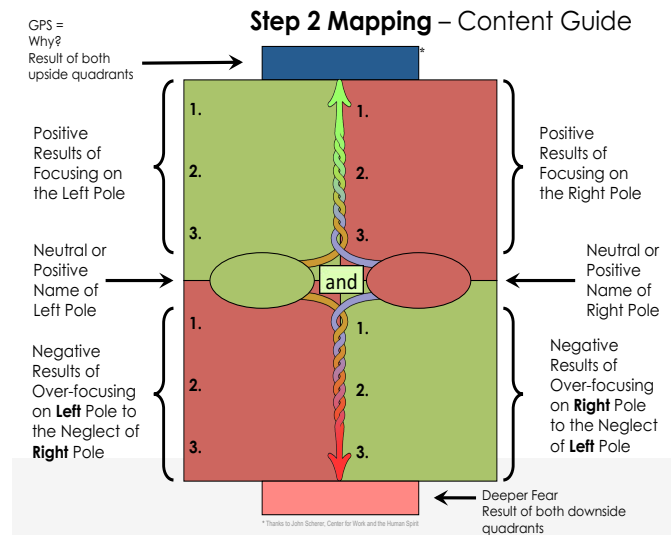 Step 2 Mapping – Content Guide
GPS =
Why?
Result of both
upside quadrants
*
Positive
Results of
Focusing on
the Left Pole
1.
2.
3.
1.
2.
3.
Positive
Results of
Focusing on
the Right Pole
Neutral or
Positive
Name of
Left Pole
and
Neutral or
Positive
Name of
Right Pole
Negative
Results of
Over-focusing
on Left Pole to
the Neglect of
Right Pole
1.
2.
3.
1.
2.
3.
Negative
Results of
Over-focusing
on Right Pole
to the Neglect
of Left Pole
Deeper Fear
Result of both downside
quadrants
* Thanks to John Scherer, Center for Work and the Human Spirit